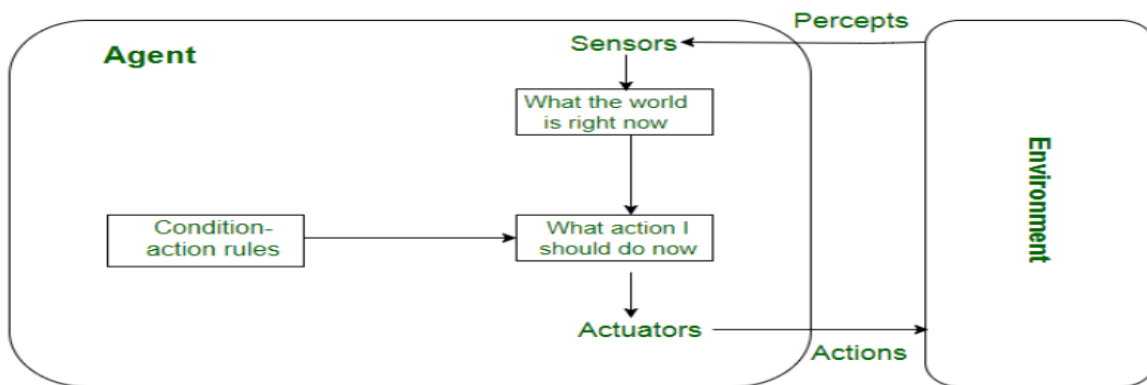 Percepts
Sensors
Agent
What the world
is right now
Environment
Condition-
action rules
What action I
should do now
Actuators
Actions